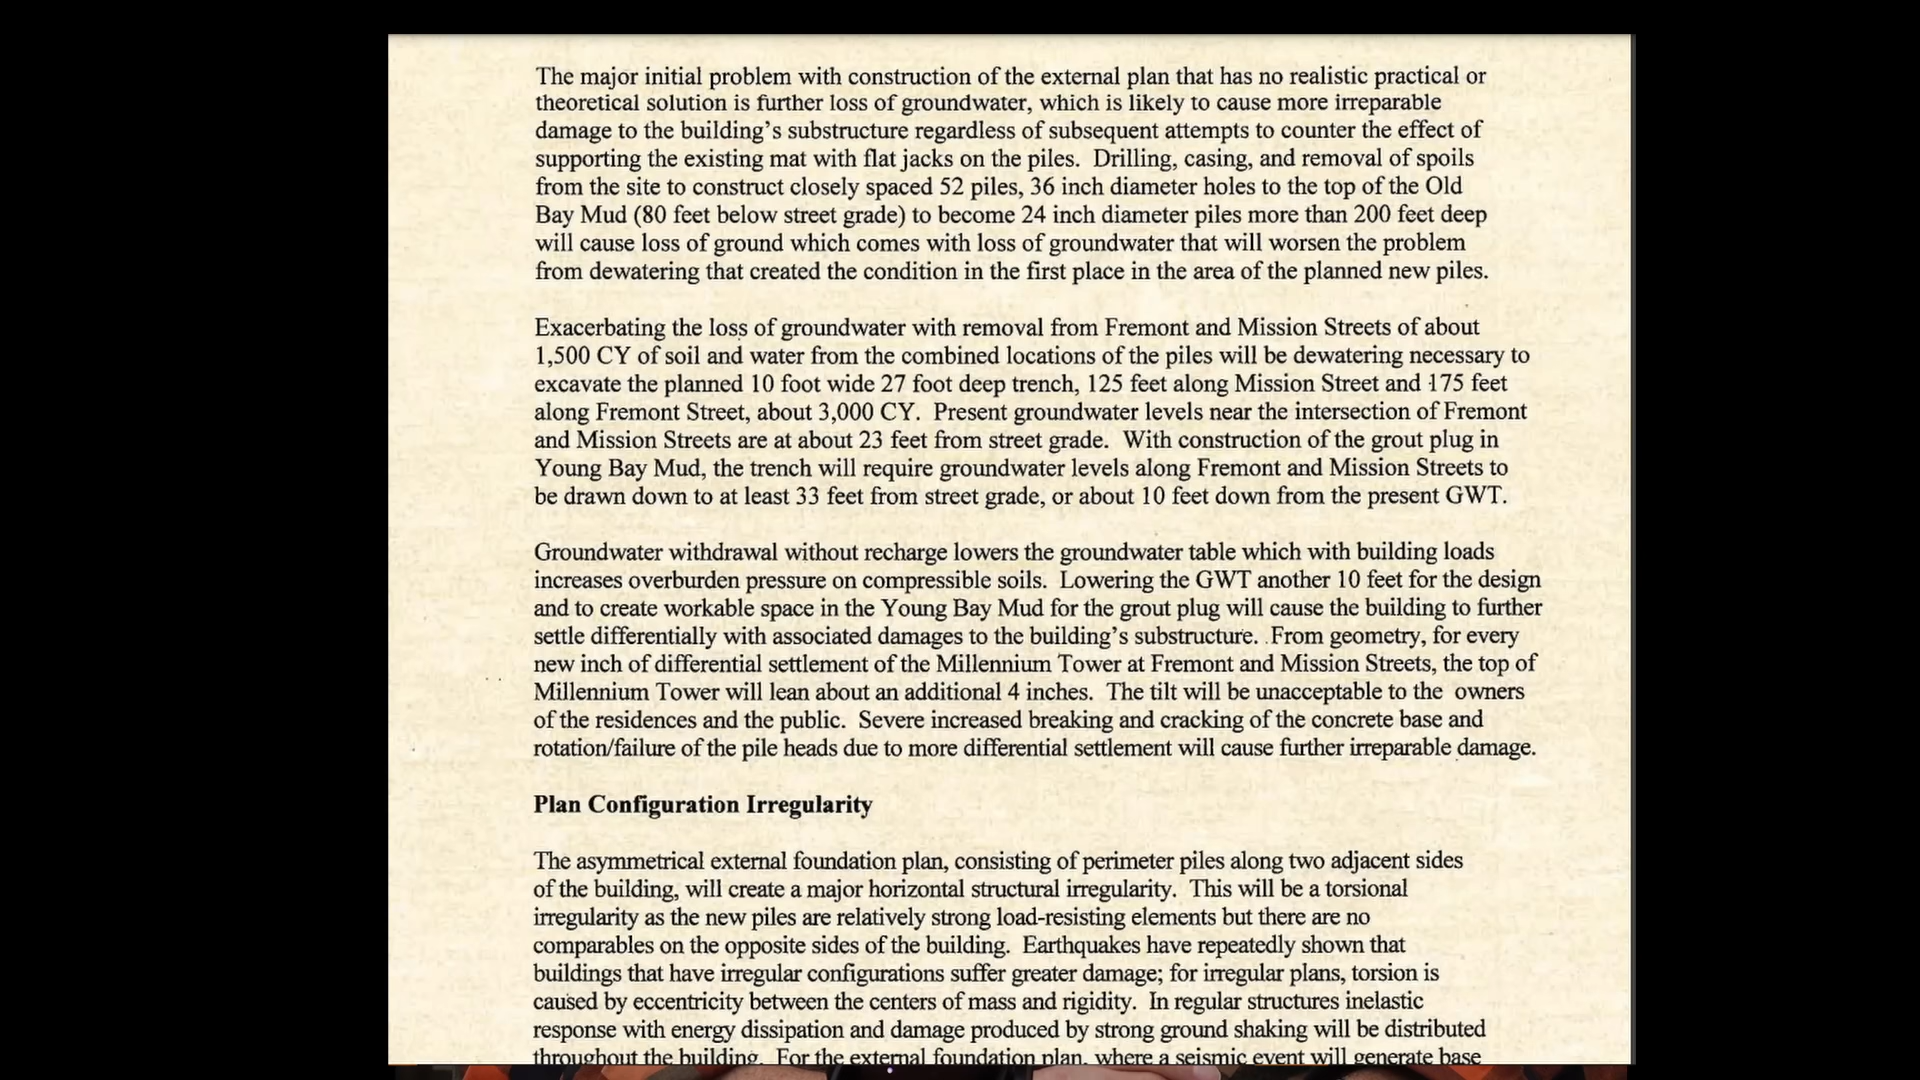 The major initial problem with construction of the external plan that has no realistic practical or
theoretical solution is further loss of groundwater, which is likely to cause more irreparable
damage to the building's substructure regardless of subsequent attempts to counter the effect of
supporting the existing mat with flat jacks on the piles.  Drilling, casing, and removal of spoils
from the site to construct closely spaced 52 piles, 36 inch diameter holes to the top of the Old
Bay Mud (80 feet below street grade) to become 24 inch diameter piles more than 200 feet deep
will cause loss of ground which comes with loss of groundwater that will worsen the problem
from dewatering that created the condition in the first place in the area of the planned new piles.
Exacerbating the loss of groundwater with removal from Fremont and Mission Streets of about
1,500 CY of soil and water from the combined locations of the piles will be dewatering necessary to
excavate the planned 10 foot wide 27 foot deep trench, 125 feet along Mission Street and 175 feet
along Fremont Street, about 3,000 CY.  Present groundwater levels near the intersection of Fremont
and Mission Streets are at about 23 feet from street grade.  With construction of the grout plug in
Young Bay Mud, the trench will require groundwater levels along Fremont and Mission Streets to
be drawn down to at least 33 feet from street grade, or about 10 feet down from the present GWT.
Groundwater withdrawal without recharge lowers the groundwater table which with building loads
increases overburden pressure on compressible soils.  Lowering the GWT another 10 feet for the design
and to create workable space in the Young Bay Mud for the grout plug will cause the building to further
settle differentially with associated damages to the building's substructure.  From geometry, for every
new inch of differential settlement of the Millennium Tower at Fremont and Mission Streets, the top of
Millennium Tower will lean about an additional 4 inches.  The tilt will be unacceptable to the  owners
of the residences and the public.  Severe increased breaking and cracking of the concrete base and
rotation/failure of the pile heads due to more differential settlement will cause further irreparable damage.
Plan Configuration Irregularity
The asymmetrical external foundation plan, consisting of perimeter piles along two adjacent sides
of the building, will create a major horizontal structural irregularity.  This will be a torsional
irregularity as the new piles are relatively strong load-resisting elements but there are no
comparables on the opposite sides of the building.  Earthquakes have repeatedly shown that
buildings that have irregular configurations suffer greater damage; for irregular plans, torsion is
caused by eccentricity between the centers of mass and rigidity.  In regular structures inelastic
response with energy dissipation and damage produced by strong ground shaking will be distributed
throughout the building.  For the external foundation plan, where a seismic event will generate base